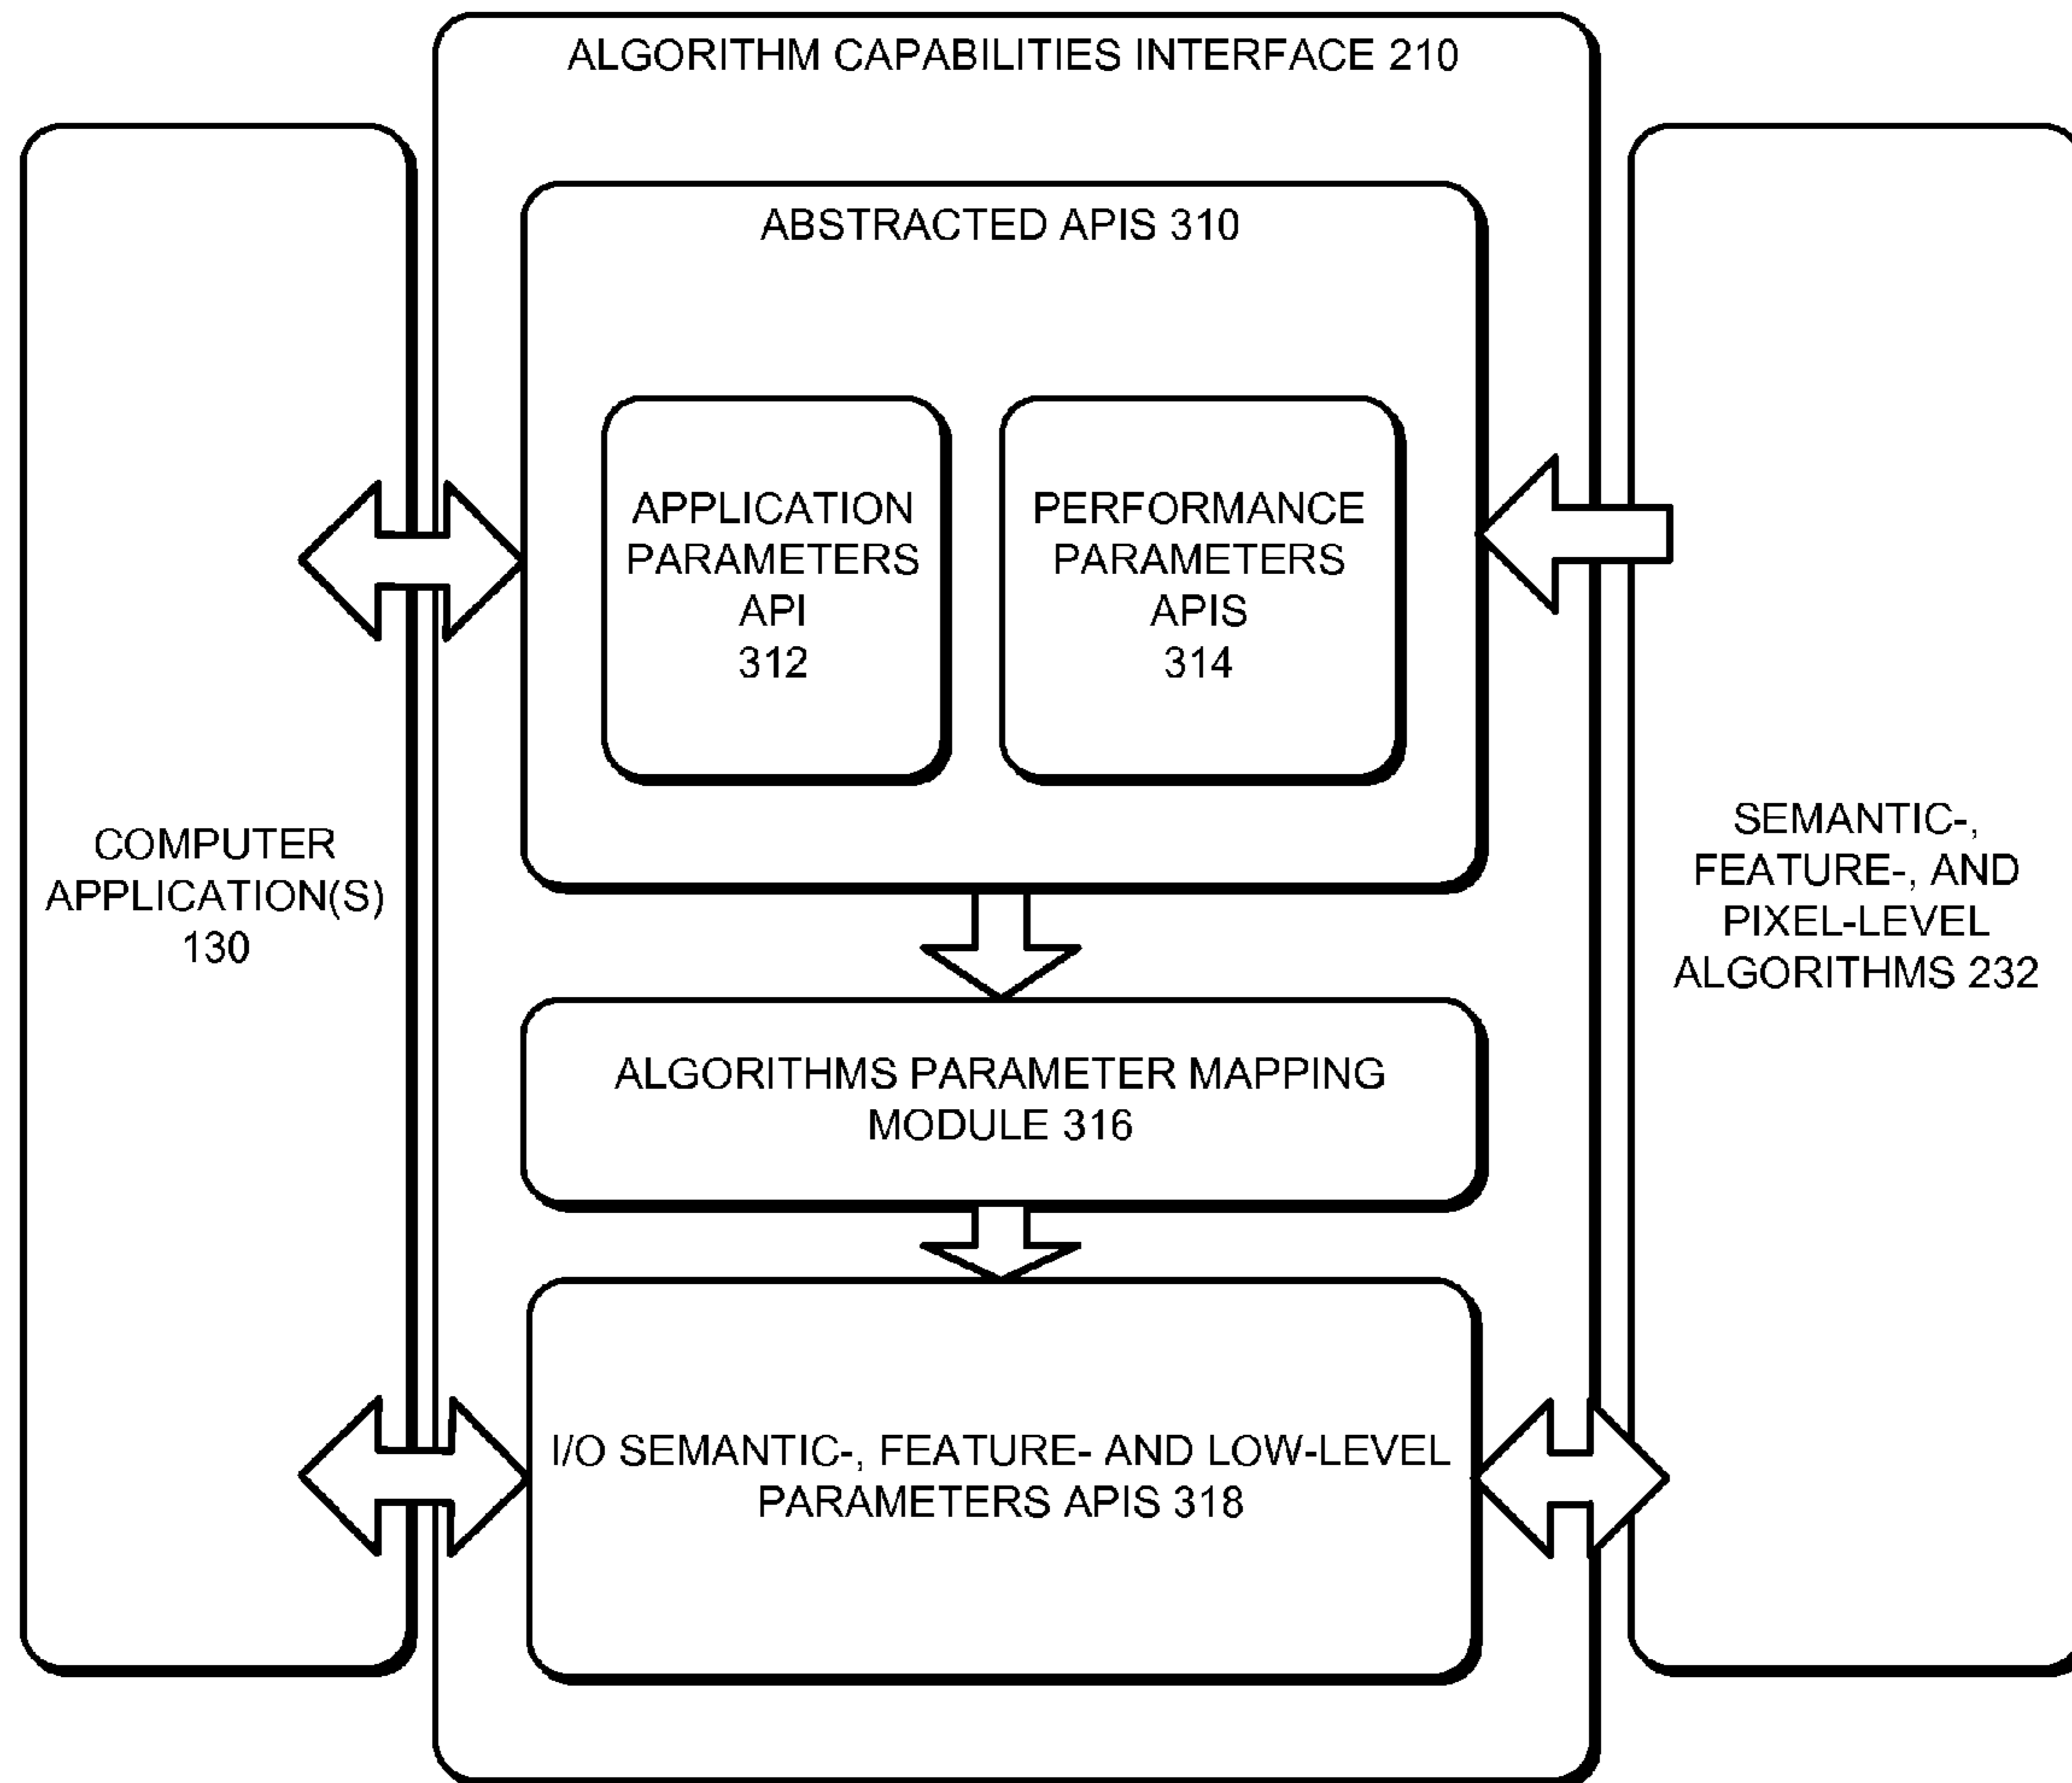 ALGORITHM CAPABILITIES INTERFACE 210
ABSTRACTED APIS 310
APPLICATION
PARAMETERS
API
312
PERFORMANCE
PARAMETERS
APIS
314
COMPUTER
APPLICATION(S)
130
SEMANTIC-,
FEATURE-, AND
PIXEL-LEVEL
ALGORITHMS 232
ALGORITHMS PARAMETER MAPPING
MODULE 316
I/O SEMANTIC-, FEATURE- AND LOW-LEVEL
PARAMETERS APIS 318